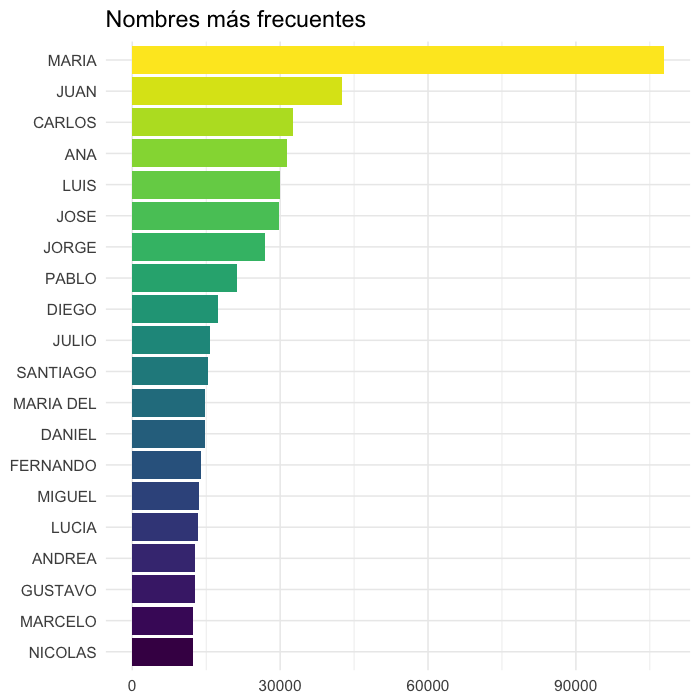 Nombres más frecuentes
MARIA
JUAN
CARLOS
ANA
LUIS
JOSE
JORGE
PABLO
DIEGO
JULIO
SANTIAGO
MARIA DEL
DANIEL
FERNANDO
MIGUEL
LUCIA
ANDREA
GUSTAVO
MARCELO
NICOLAS
0 30000 60000 90000